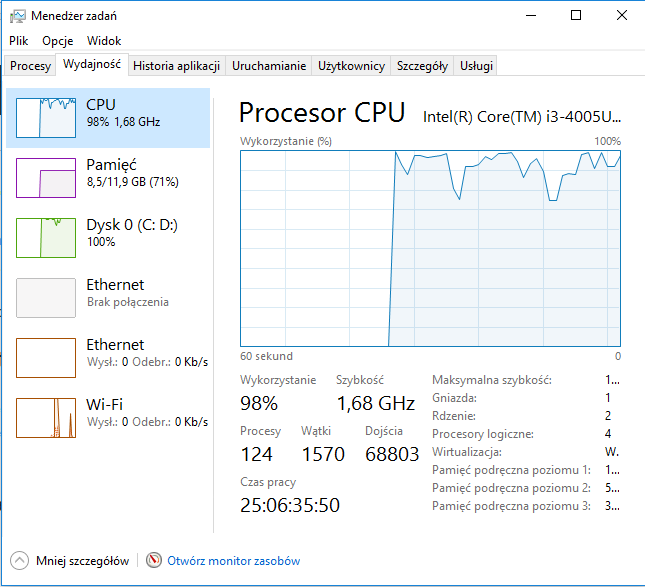 Menedżer zadań
Plik Opcje Widok
Procesy Wydajność Historia aplikacji Uruchamianie Użytkownicy Szczegóły Usługi
CPU
98% 1,68 GHz
Pamięć
8,5/11,9 GB (71%)
Dysk 0 (C: D:)
100%
Ethernet
Brak połączenia
Ethernet
Wysł.: 0 Odebr.: 0 Kb/s
Wi-Fi
Wysł.: 0 Odebr.: 0 Kb/s
Procesor CPU Intel(R) Core(TM) i3-4005U...
Wykorzystanie (%) 100%
60 sekund 0
Wykorzystanie Szybkość
98% 1,68 GHz
Procesy Wątki Dojścia
124 1570 68803
Czas pracy
25:06:35:50
Maksymalna szybkość: 1...
Gniazda: 1
Rdzenie: 2
Procesory logiczne: 4
Wirtualizacja: W.
Pamięć podręczna poziomu 1: 1...
Pamięć podręczna poziomu 2: 5...
Pamięć podręczna poziomu 3: 3...
Mniej szczegółów Otwórz monitor zasobów